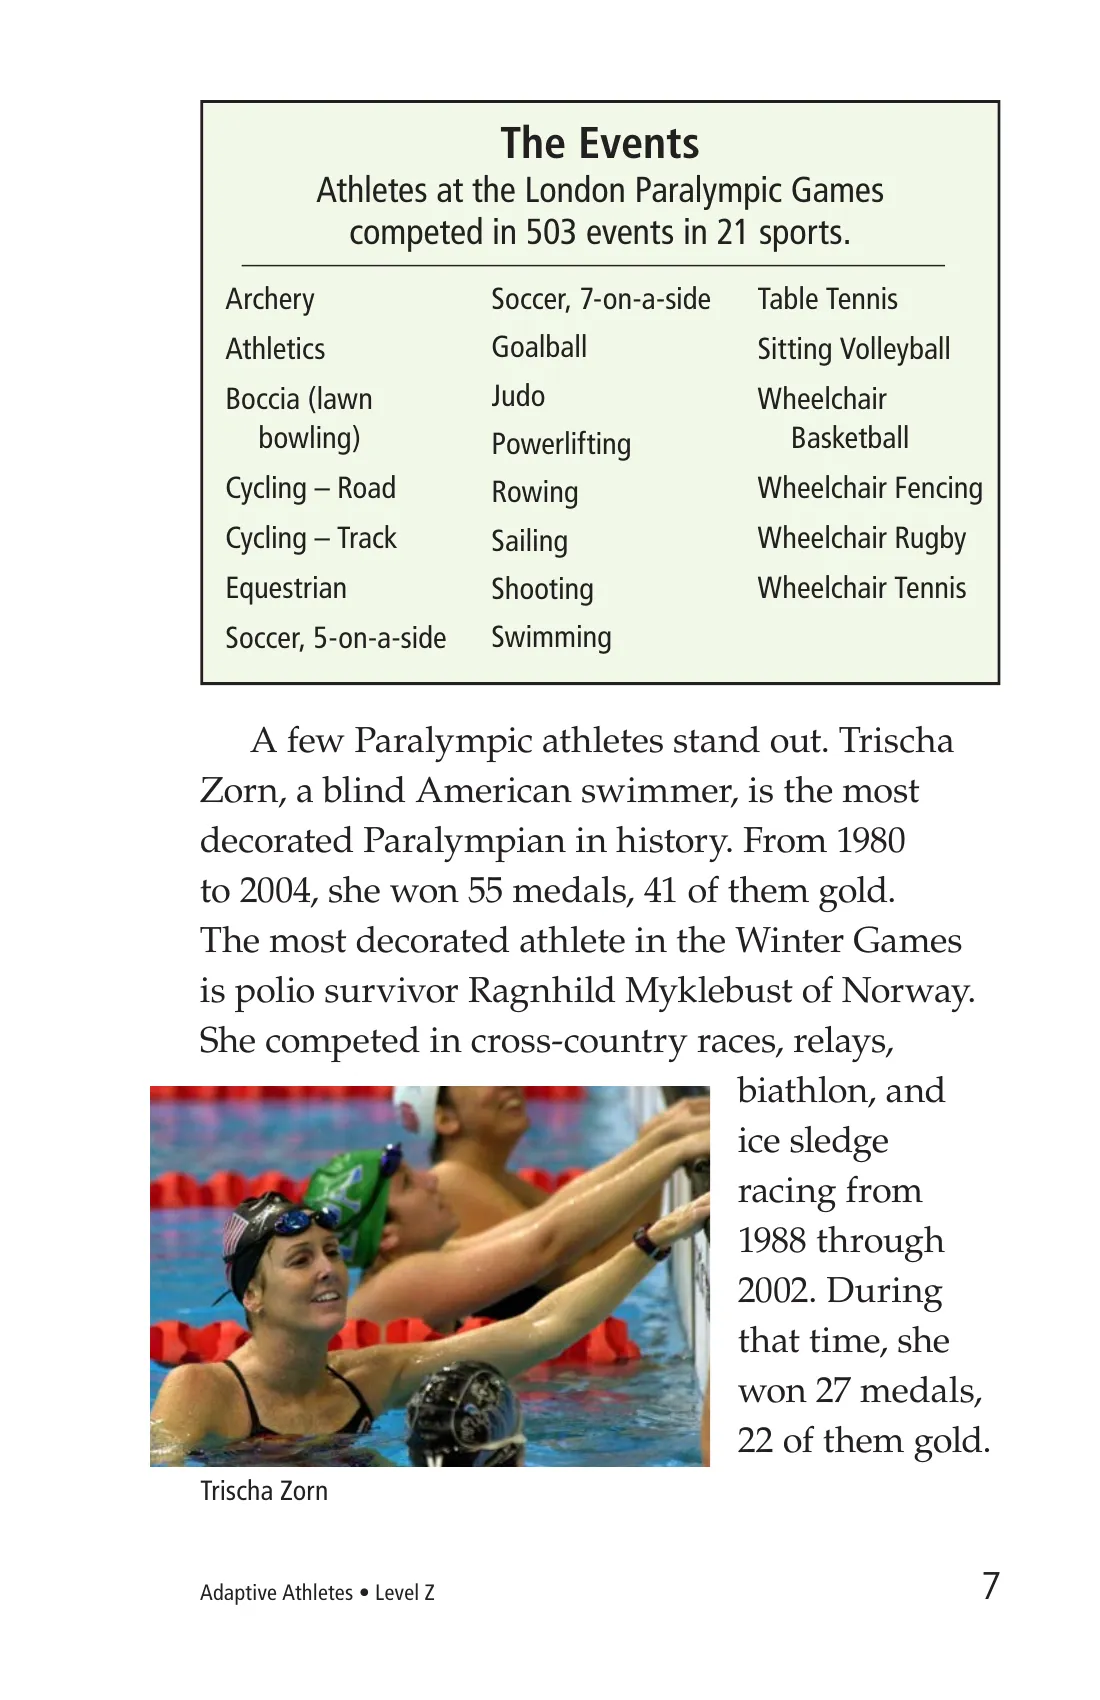 The Events
Athletes at the London Paralympic Games
competed in 503 events in 21 sports.
Archery
Athletics
Boccia (lawn
bowling)
Cycling – Road
Cycling – Track
Equestrian
Soccer, 5-on-a-side
Soccer, 7-on-a-side
Goalball
Judo
Powerlifting
Rowing
Sailing
Shooting
Swimming
Table Tennis
Sitting Volleyball
Wheelchair
Basketball
Wheelchair Fencing
Wheelchair Rugby
Wheelchair Tennis
A few Paralympic athletes stand out. Trischa
Zorn, a blind American swimmer, is the most
decorated Paralympian in history. From 1980
to 2004, she won 55 medals, 41 of them gold.
The most decorated athlete in the Winter Games
is polio survivor Ragnhild Myklebust of Norway.
She competed in cross-country races, relays,
biathlon, and
ice sledge
racing from
1988 through
2002. During
that time, she
won 27 medals,
22 of them gold.
Trischa Zorn
Adaptive Athletes • Level Z
7